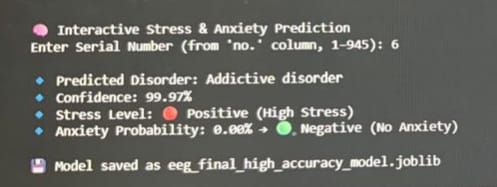 🧠 Interactive Stress & Anxiety Prediction
Enter Serial Number (from 'no.' column, 1-945): 6
🔹 Predicted Disorder: Addictive disorder
🔹 Confidence: 99.97%
🔹 Stress Level: 🔴 Positive (High Stress)
🔹 Anxiety Probability: 0.00% → 🟢 Negative (No Anxiety)
💾 Model saved as eeg_final_high_accuracy_model.joblib